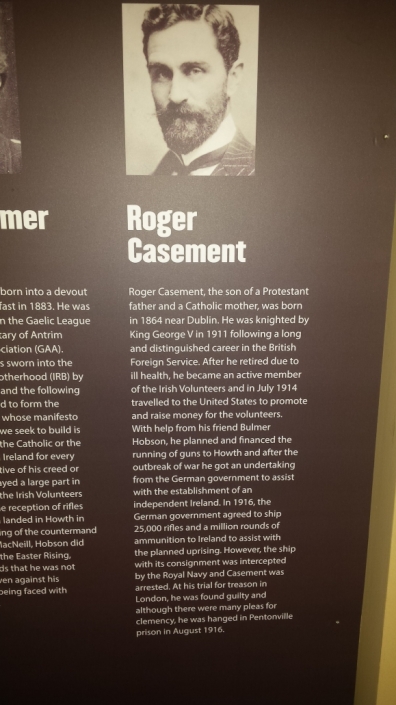 mer
born into a devout
fast in 1883. He was
n the Gaelic League
tary of Antrim
ciation (GAA).
s sworn into the
otherhood (IRB) by
and the following
d to form the
whose manifesto
we seek to build is
the Catholic or the
Ireland for every
tive of his creed or
ayed a large part in
the Irish Volunteers
e reception of rifles
landed in Howth in
ng of the countermand
MacNeill, Hobson did
the Easter Rising,
ds that he was not
ven against his
being faced with
Roger
Casement
Roger Casement, the son of a Protestant
father and a Catholic mother, was born
in 1864 near Dublin. He was knighted by
King George V in 1911 following a long
and distinguished career in the British
Foreign Service. After he retired due to
ill health, he became an active member
of the Irish Volunteers and in July 1914
travelled to the United States to promote
and raise money for the volunteers.
With help from his friend Bulmer
Hobson, he planned and financed the
running of guns to Howth and after the
outbreak of war he got an undertaking
from the German government to assist
with the establishment of an
independent Ireland. In 1916, the
German government agreed to ship
25,000 rifles and a million rounds of
ammunition to Ireland to assist with
the planned uprising. However, the ship
with its consignment was intercepted
by the Royal Navy and Casement was
arrested. At his trial for treason in
London, he was found guilty and
although there were many pleas for
clemency, he was hanged in Pentonville
prison in August 1916.